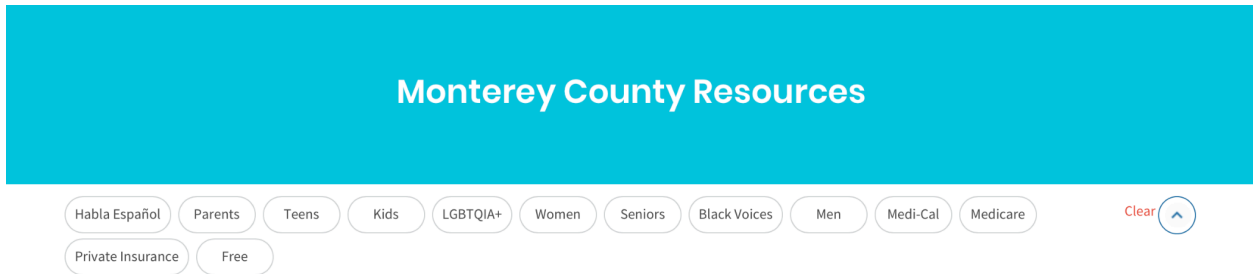 Monterey County Resources
Habla Español Parents Teens Kids LGBTQIA+ Women Seniors Black Voices Men Medi-Cal Medicare Clear
Private Insurance Free